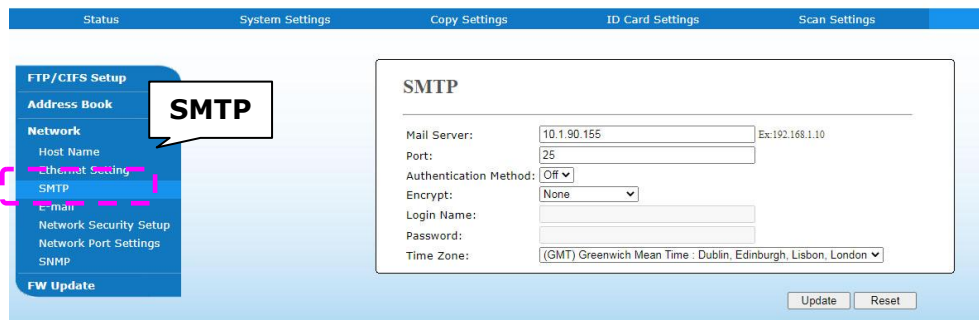 Status System Settings Copy Settings ID Card Settings Scan Settings
FTP/CIFS Setup
Address Book
Network
Host Name
Ethernet Setting
SMTP
E-mail
Network Security Setup
Network Port Settings
SNMP
FW Update
SMTP
SMTP
Mail Server: 10.1.90.155 Ex:192.168.1.10
Port: 25
Authentication Method: Off
Encrypt: None
Login Name:
Password:
Time Zone: (GMT) Greenwich Mean Time : Dublin, Edinburgh, Lisbon, London
Update Reset